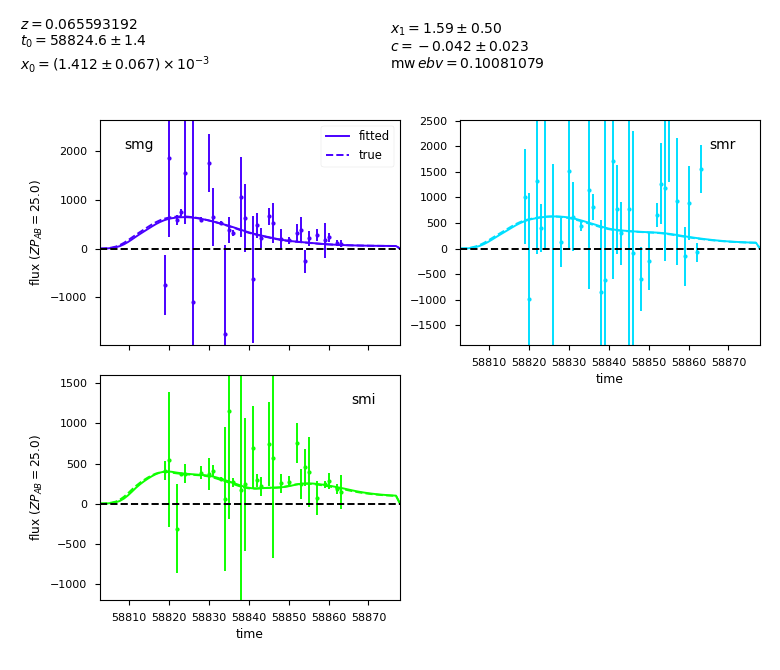 z = 0.065593192
t₀ = 58824.6 ± 1.4
x₀ = (1.412 ± 0.067) × 10⁻³
x₁ = 1.59 ± 0.50
c = −0.042 ± 0.023
mw ebv = 0.10081079
smg
fitted
true
2000
1000
0
−1000
flux (ZP_AB = 25.0)
smr
2500
2000
1500
1000
500
0
−500
−1000
−1500
58810 58820 58830 58840 58850 58860 58870
time
smi
1500
1000
500
0
−500
−1000
flux (ZP_AB = 25.0)
58810 58820 58830 58840 58850 58860 58870
time